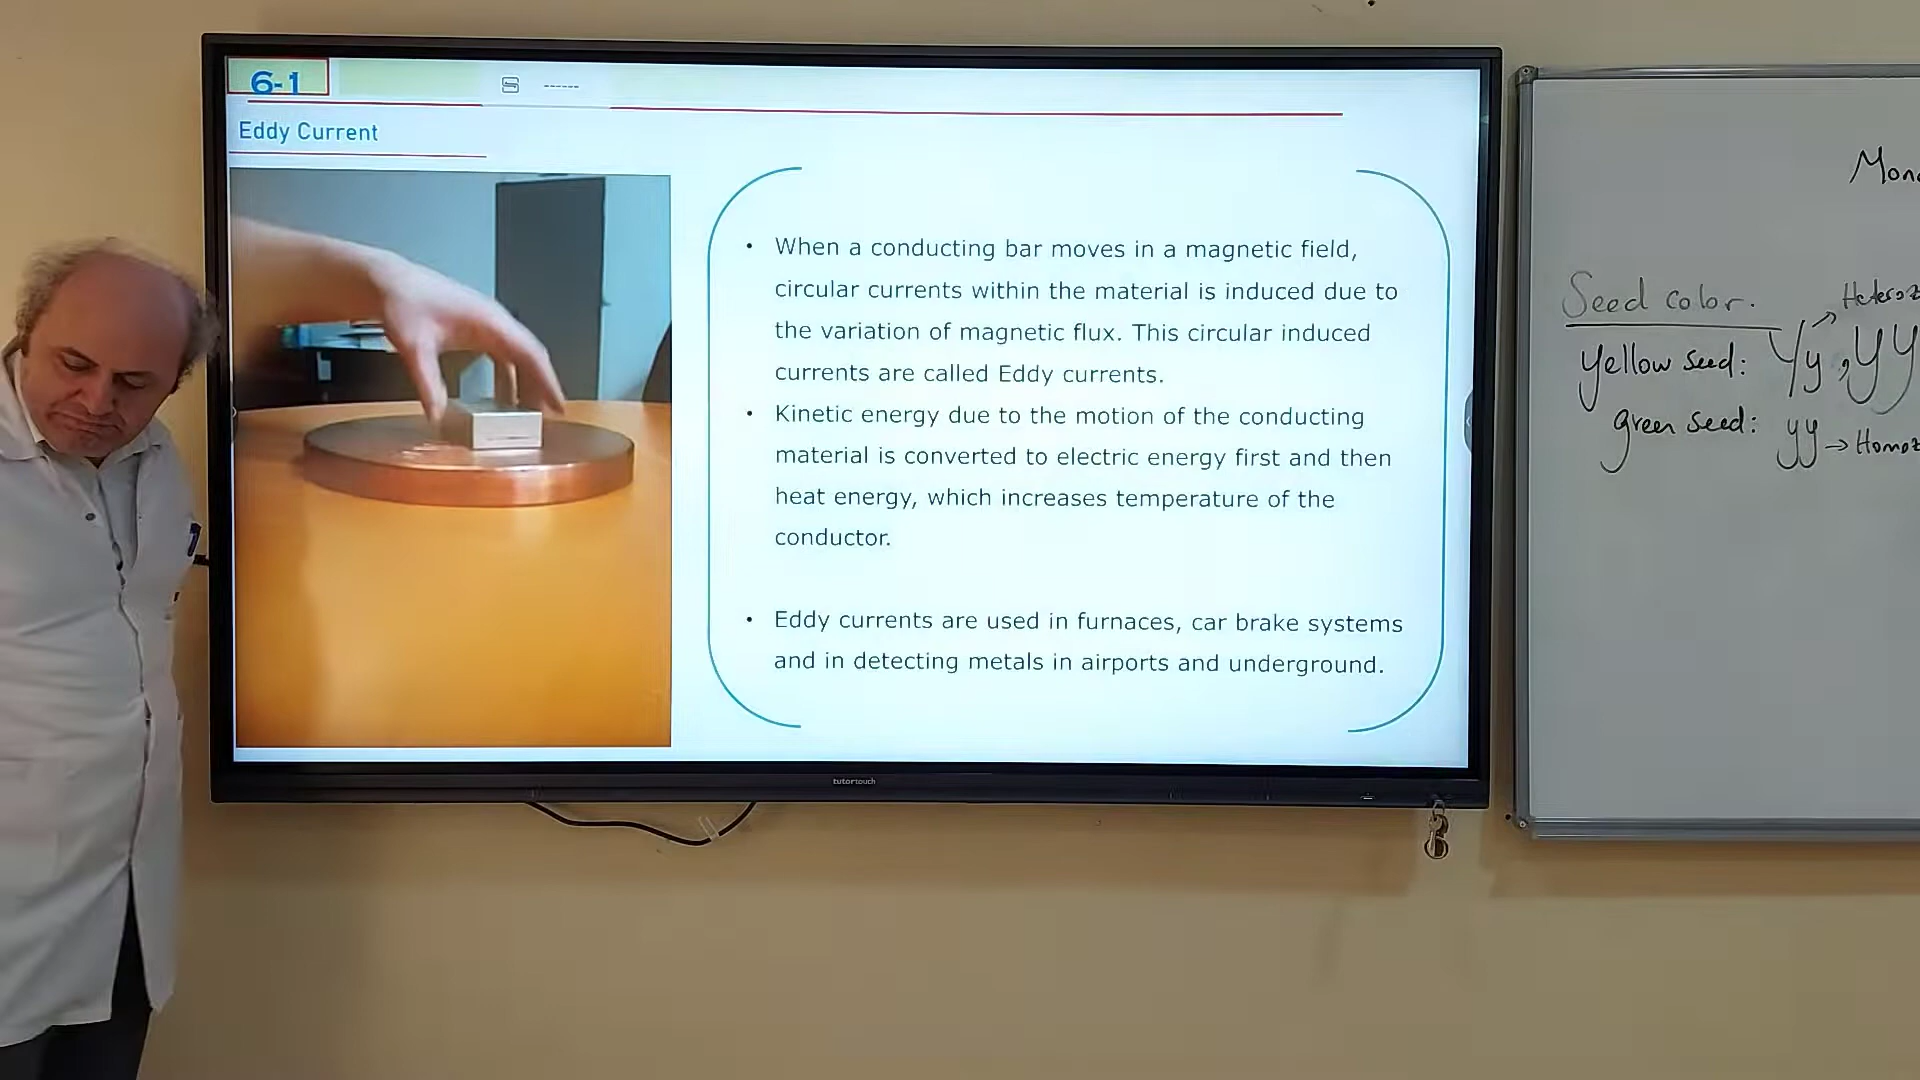 6-1
------
Eddy Current
• When a conducting bar moves in a magnetic field,
circular currents within the material is induced due to
the variation of magnetic flux. This circular induced
currents are called Eddy currents.
• Kinetic energy due to the motion of the conducting
material is converted to electric energy first and then
heat energy, which increases temperature of the
conductor.
• Eddy currents are used in furnaces, car brake systems
and in detecting metals in airports and underground.
tutortouch
Seed color.
yellow seed: Yy, YY
green seed: yy →